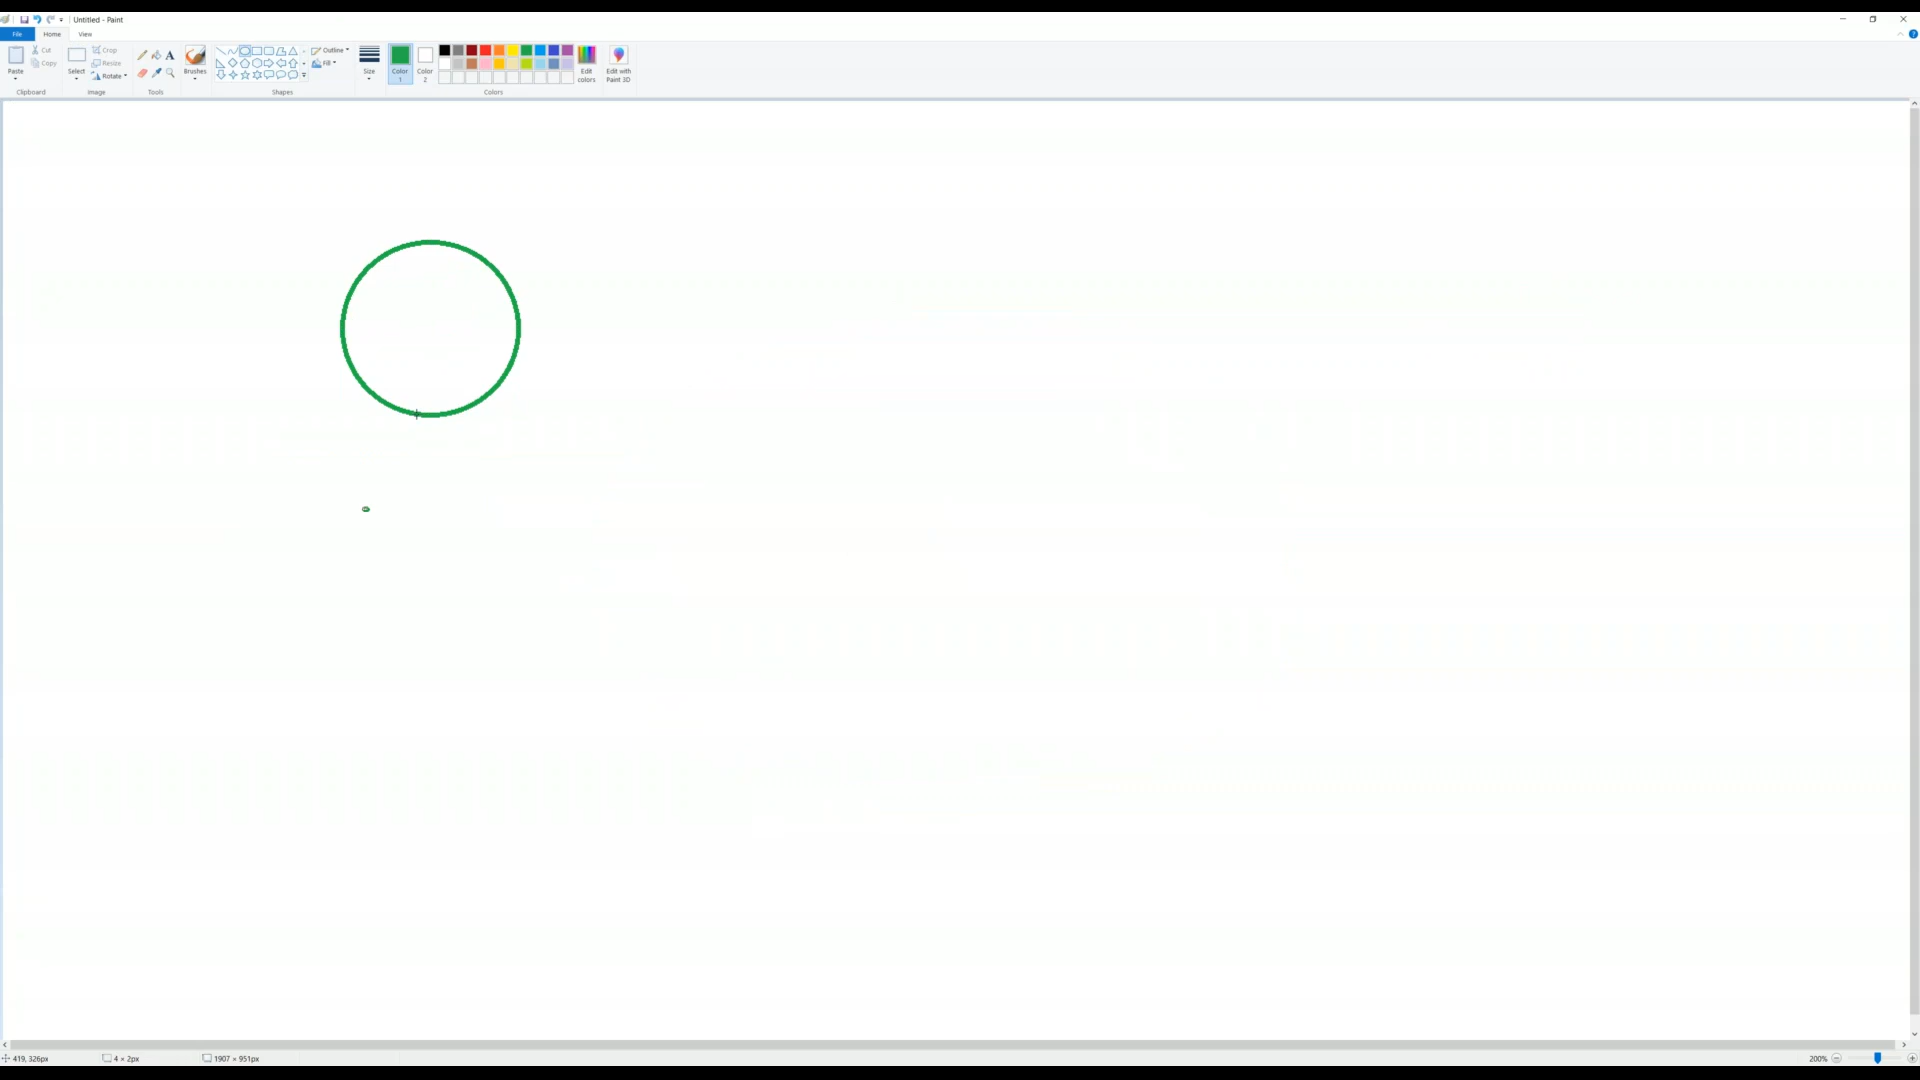 Untitled - Paint
File Home View
Paste
Cut
Copy
Clipboard
Select
Crop
Resize
Rotate
Image
A
Tools
Brushes
Shapes
Outline
Fill
Size
Color
1
Color
2
Colors
Edit
colors
Edit with
Paint 3D
419, 326px 4 × 2px 1907 × 951px 200%